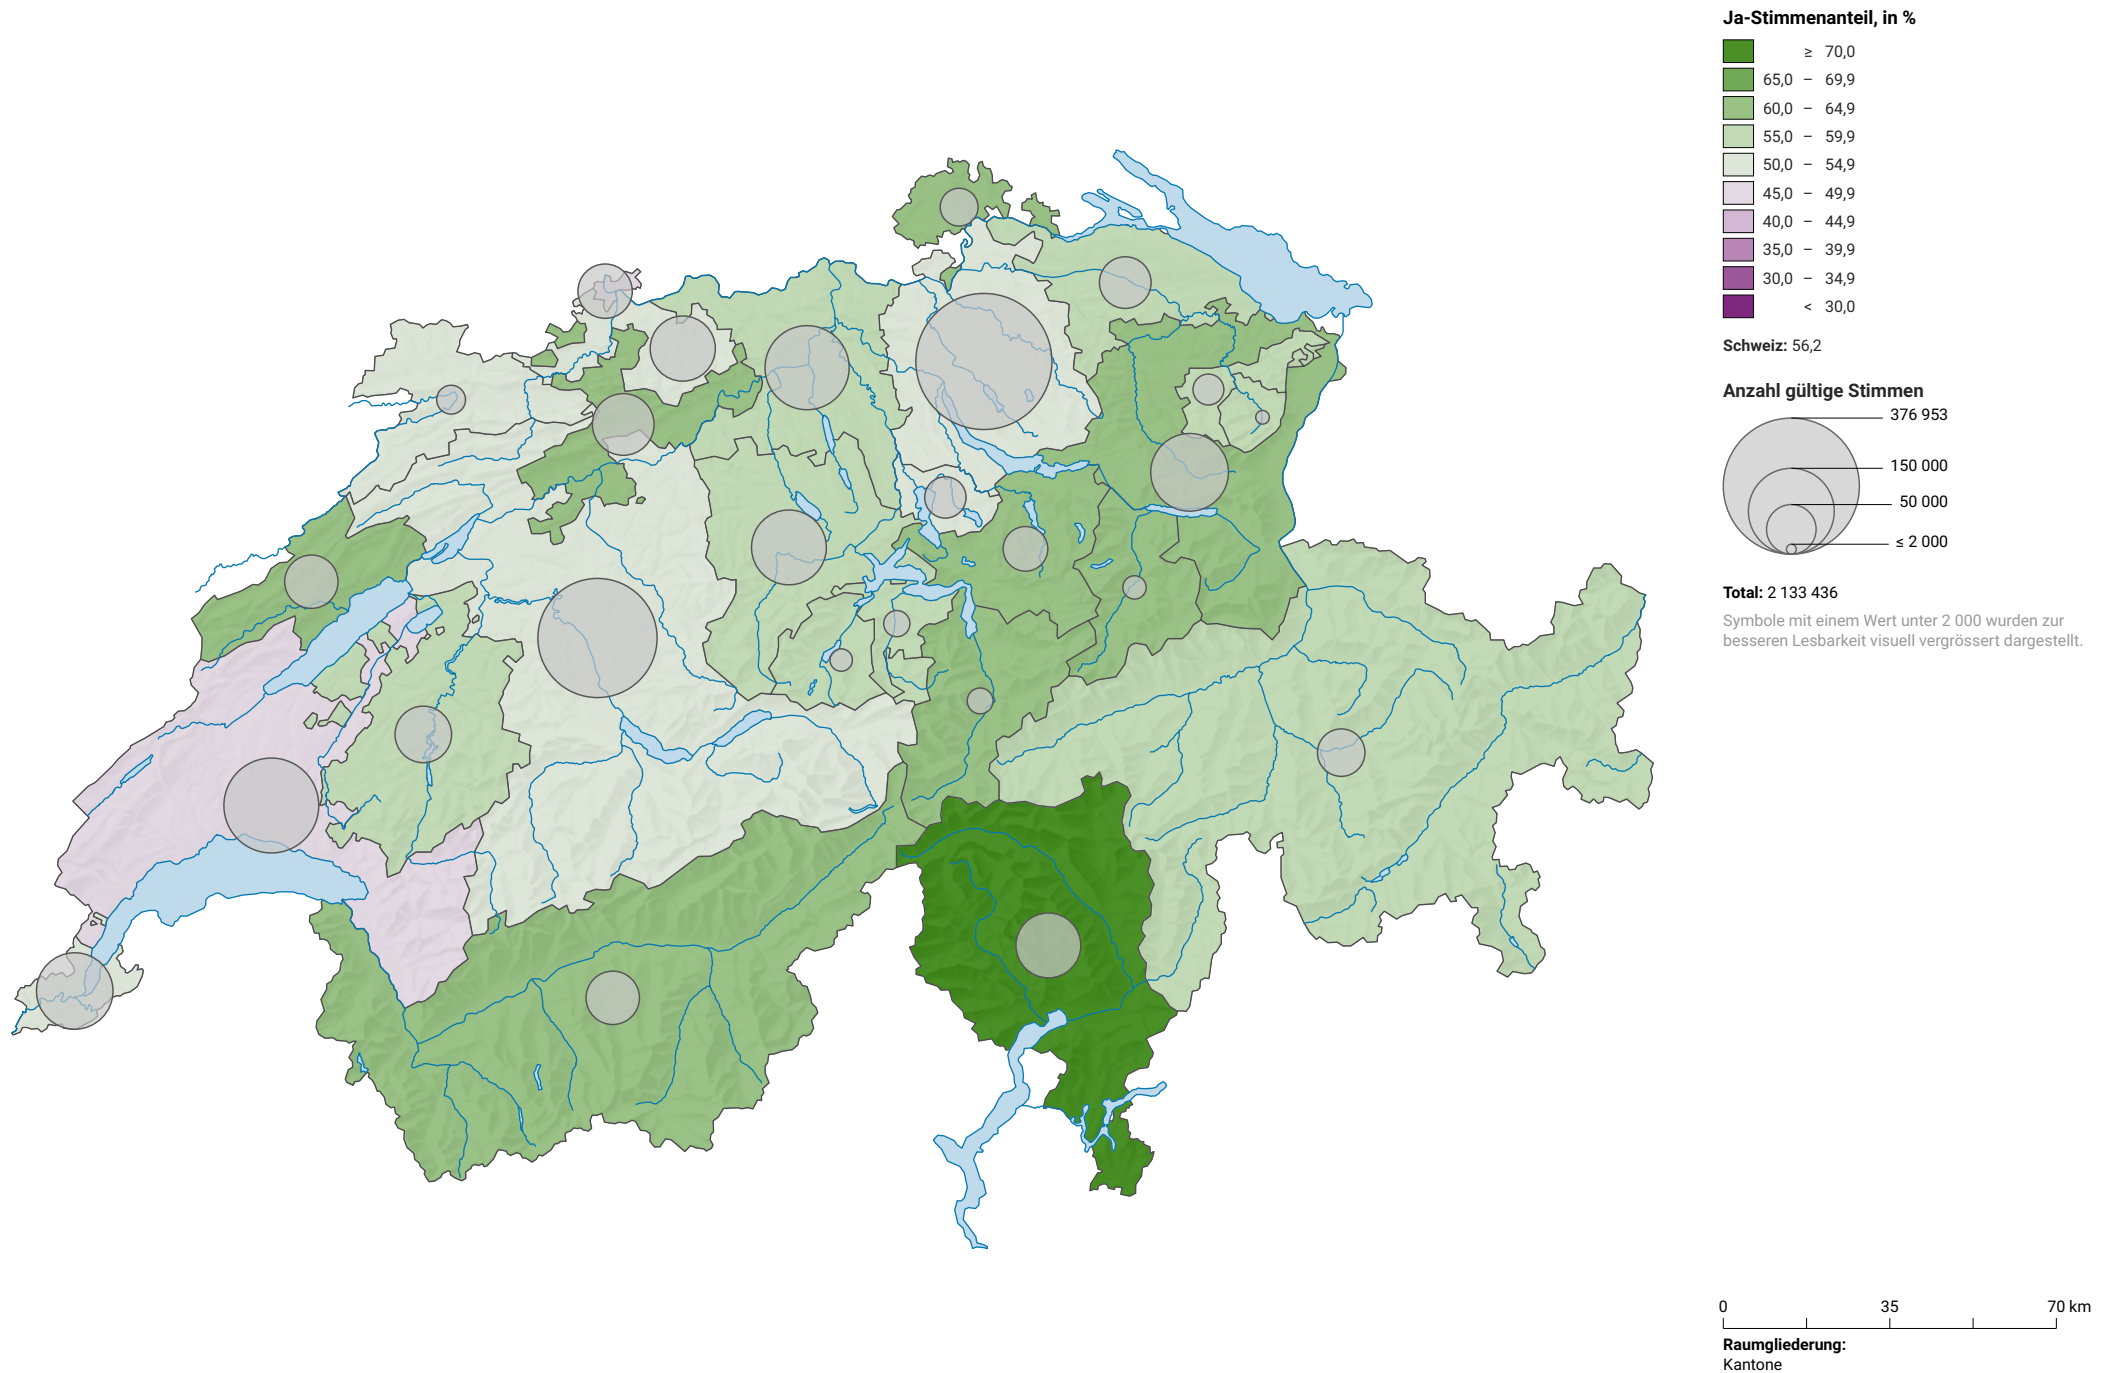 Ja-Stimmenanteil, in %
≥ 70,0
65,0 – 69,9
60,0 – 64,9
55,0 – 59,9
50,0 – 54,9
45,0 – 49,9
40,0 – 44,9
35,0 – 39,9
30,0 – 34,9
< 30,0
Schweiz: 56,2
Anzahl gültige Stimmen
376 953
150 000
50 000
≤ 2 000
Total: 2 133 436
Symbole mit einem Wert unter 2 000 wurden zur
besseren Lesbarkeit visuell vergrössert dargestellt.
0 35 70 km
Raumgliederung:
Kantone